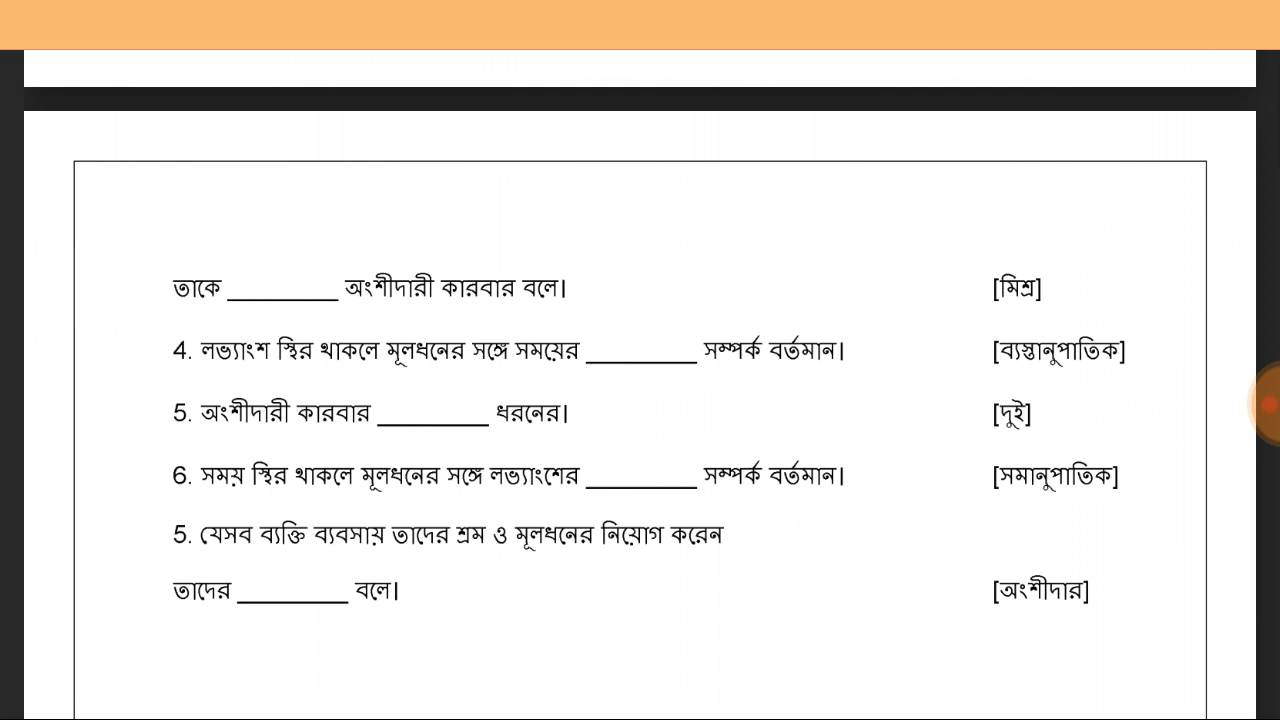 তাকে _________ অংশীদারী কারবার বলে। [মিশ্র]
4. লভ্যাংশ স্থির থাকলে মূলধনের সঙ্গে সময়ের _________ সম্পর্ক বর্তমান। [ব্যস্তানুপাতিক]
5. অংশীদারী কারবার _________ ধরনের। [দুই]
6. সময় স্থির থাকলে মূলধনের সঙ্গে লভ্যাংশের _________ সম্পর্ক বর্তমান। [সমানুপাতিক]
5. যেসব ব্যক্তি ব্যবসায় তাদের শ্রম ও মূলধনের নিয়োগ করেন
তাদের _________ বলে। [অংশীদার]